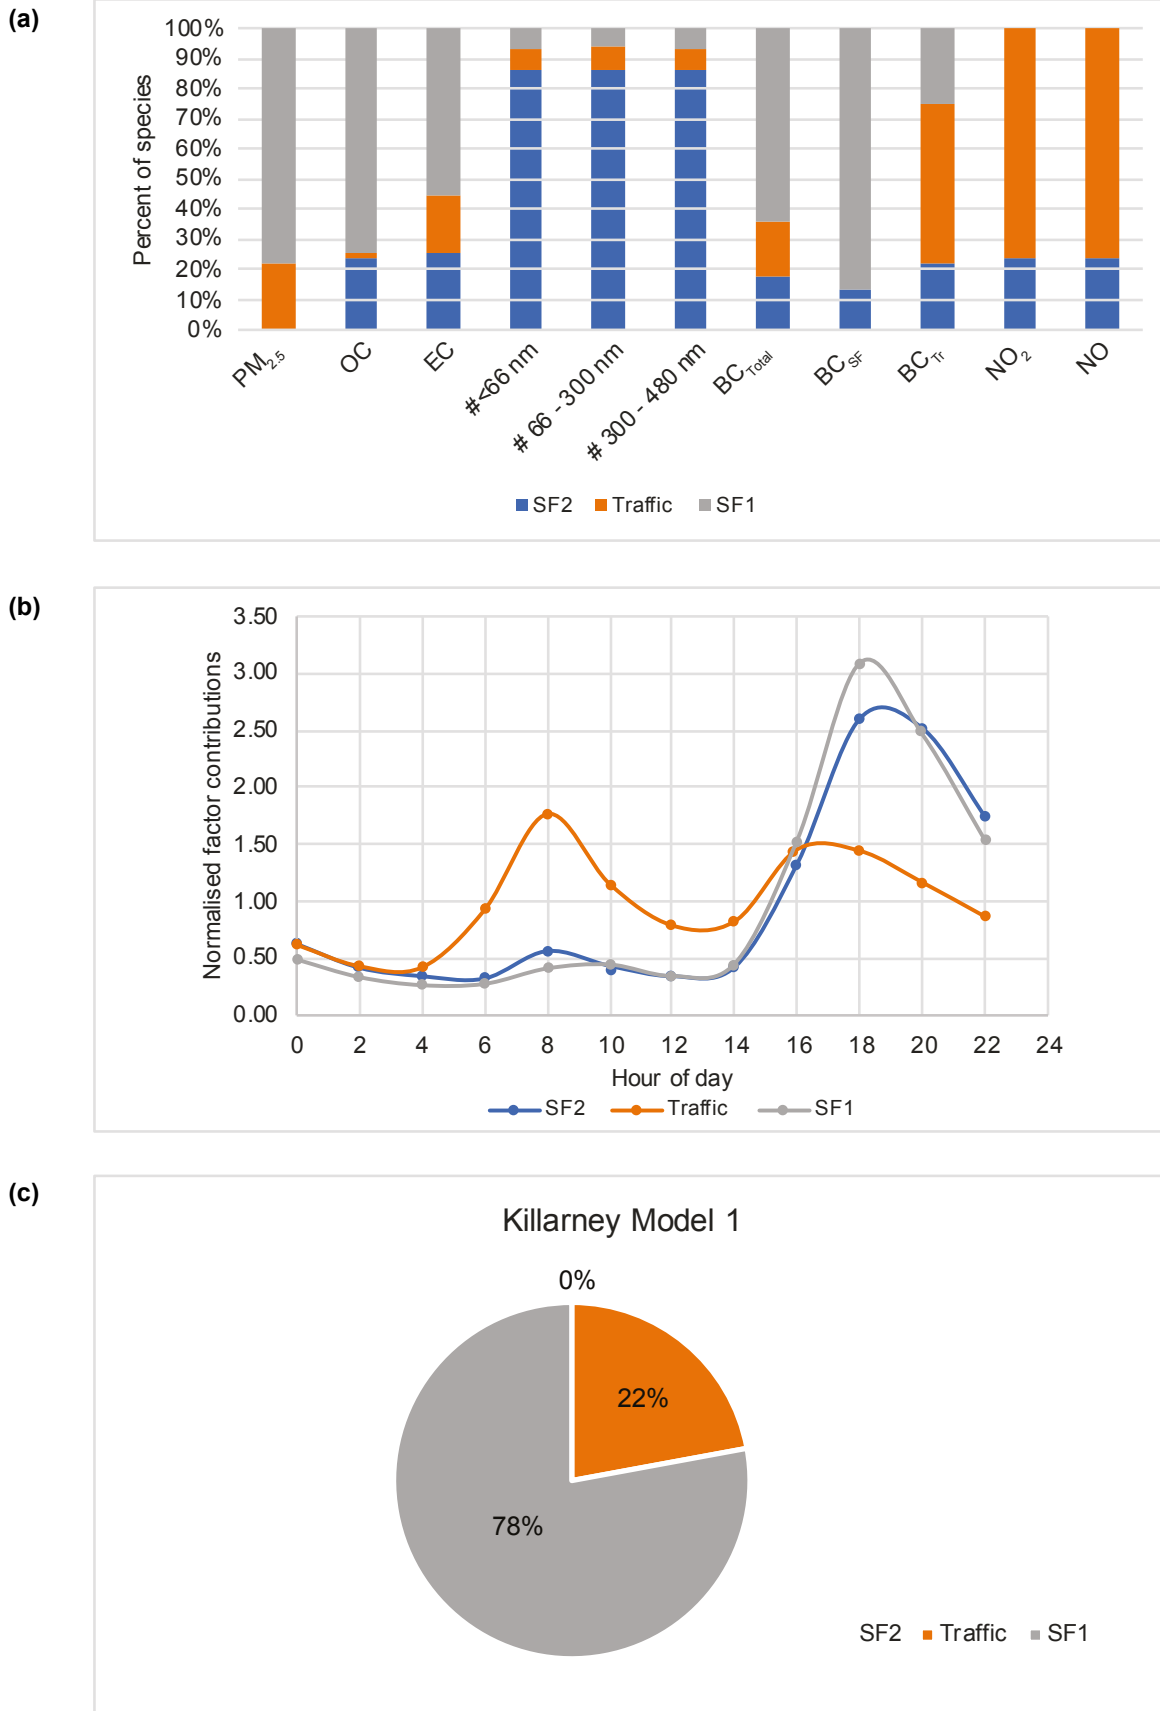 (a)
100%
90%
80%
70%
60%
50%
40%
30%
20%
10%
0%
Percent of species
PM2.5
OC
EC
#<66 nm
# 66 - 300 nm
# 300 - 480 nm
BCTotal
BCSF
BCTr
NO2
NO
SF2 Traffic SF1
(b)
3.50
3.00
2.50
2.00
1.50
1.00
0.50
0.00
Normalised factor contributions
0 2 4 6 8 10 12 14 16 18 20 22 24
Hour of day
SF2 Traffic SF1
(c)
Killarney Model 1
0%
22%
78%
SF2 Traffic SF1